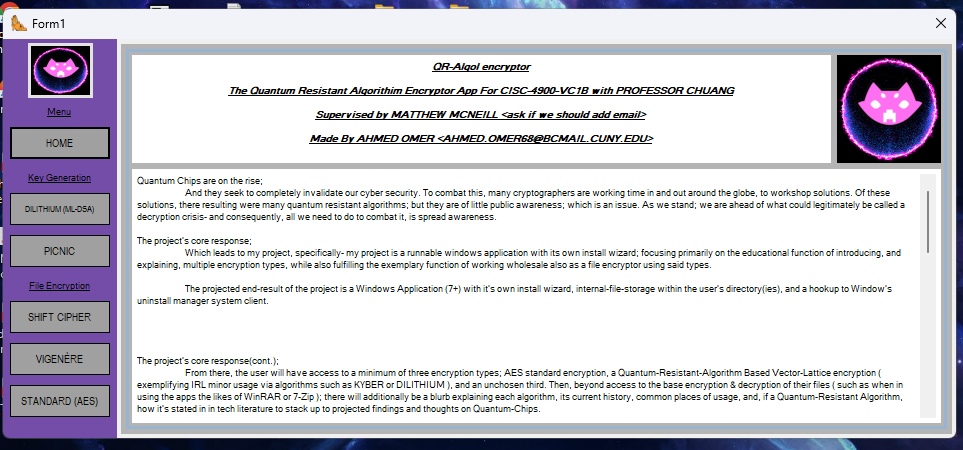 Form1
Menu
HOME
Key Generation
DILITHIUM (ML-DSA)
PICNIC
File Encryption
SHIFT CIPHER
VIGENÈRE
STANDARD (AES)
QR-Algol encryptor
The Quantum Resistant Algorithim Encryptor App For CISC-4900-VC1B with PROFESSOR CHUANG
Supervised by MATTHEW MCNEILL <ask if we should add email>
Made By AHMED OMER <AHMED.OMER68@BCMAIL.CUNY.EDU>
Quantum Chips are on the rise;
And they seek to completely invalidate our cyber security. To combat this, many cryptographers are working time in and out around the globe, to workshop solutions. Of these
solutions, there resulting were many quantum resistant algorithms; but they are of little public awareness; which is an issue. As we stand; we are ahead of what could legitimately be called a
decryption crisis- and consequently, all we need to do to combat it, is spread awareness.
The project's core response;
Which leads to my project, specifically- my project is a runnable windows application with its own install wizard; focusing primarily on the educational function of introducing, and
explaining, multiple encryption types, while also fulfilling the exemplary function of working wholesale also as a file encryptor using said types.
The projected end-result of the project is a Windows Application (7+) with it's own install wizard, internal-file-storage within the user's directory(ies), and a hookup to Window's
uninstall manager system client.
The project's core response(cont.);
From there, the user will have access to a minimum of three encryption types; AES standard encryption, a Quantum-Resistant-Algorithm Based Vector-Lattice encryption (
exemplifying IRL minor usage via algorithms such as KYBER or DILITHIUM ), and an unchosen third. Then, beyond access to the base encryption & decryption of their files ( such as when in
using the apps the likes of WinRAR or 7-Zip ); there will additionally be a blurb explaining each algorithm, its current history, common places of usage, and, if a Quantum-Resistant Algorithm,
how it's stated in in tech literature to stack up to projected findings and thoughts on Quantum-Chips.